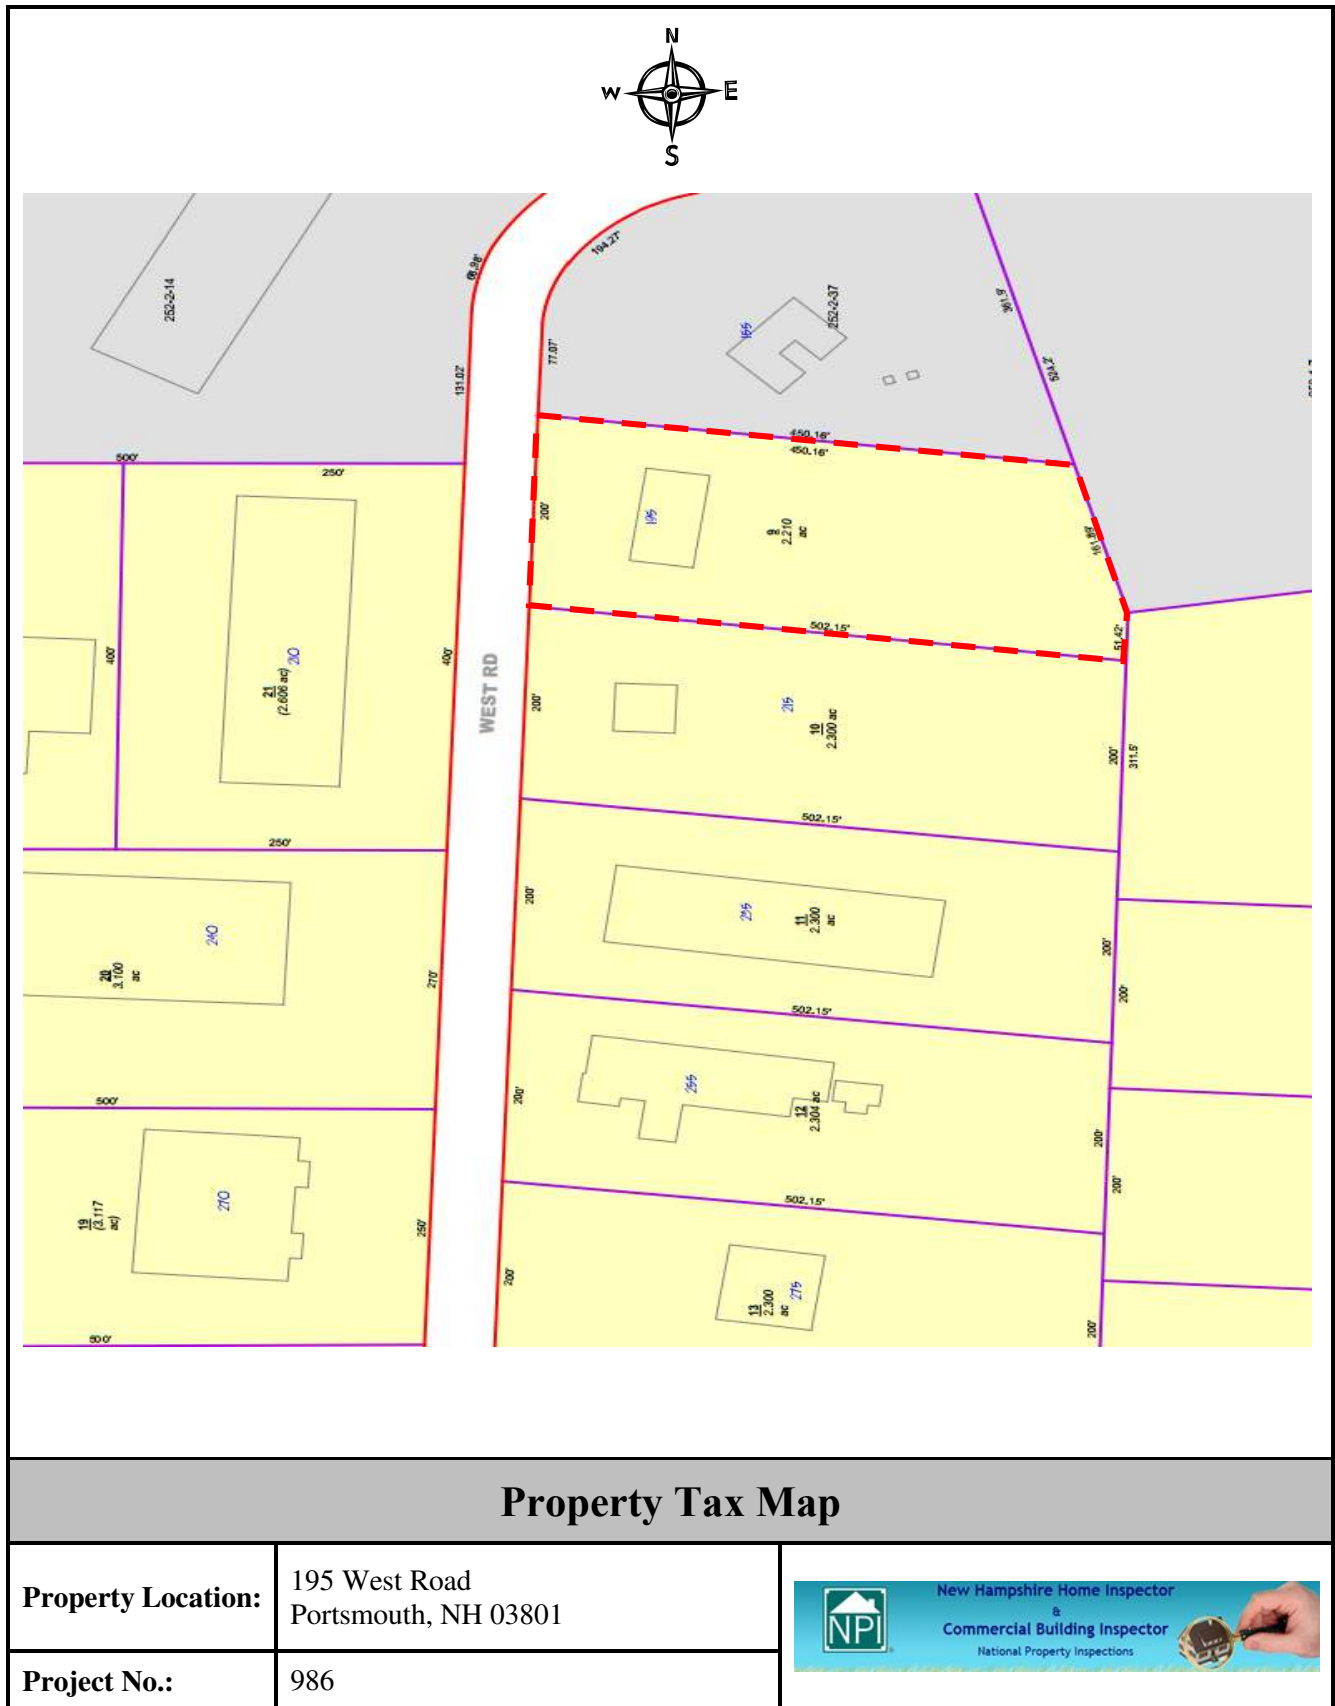 N
W
E
S
252-2-14
68.98'
194.27'
252-2-37
361.9'
524.2'
131.02'
77.07'
450.16'
450.16'
500'
250'
195
200'
9
2.210
ac
161.89'
502.15'
51.42'
400'
21
(2.606 ac)
210
400'
WEST RD
200'
215
10
2.300 ac
200'
311.5'
502.15'
250'
200'
255
11
2.300
ac
240
20
3.100
ac
270'
200'
200'
502.15'
200'
12
2.304 ac
500'
200'
200'
502.15'
270
19
(3.117
ac)
250'
200'
13
2.300
ac
275
200'
500'
Property Tax Map
Property Location:
195 West Road
Portsmouth, NH 03801
Project No.:
986
NPI
New Hampshire Home Inspector
&
Commercial Building Inspector
National Property Inspections